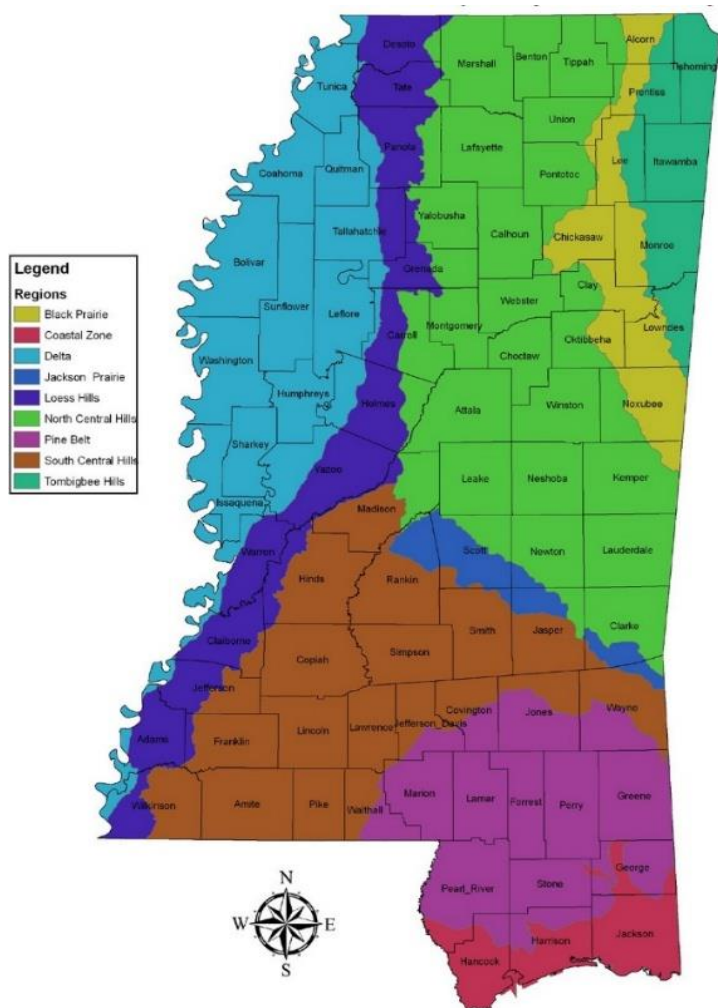 Legend
Regions
Black Prairie
Coastal Zone
Delta
Jackson Prairie
Loess Hills
North Central Hills
Pine Belt
South Central Hills
Tombigbee Hills
Desoto
Marshall
Benton
Tippah
Alcorn
Tishomingo
Tunica
Tate
Prentiss
Union
Panola
Lafayette
Lee
Coahoma
Quitman
Pontotoc
Itawamba
Yalobusha
Tallahatchie
Calhoun
Chickasaw
Monroe
Bolivar
Grenada
Clay
Sunflower
Leflore
Webster
Carroll
Montgomery
Lowndes
Washington
Choctaw
Oktibbeha
Humphreys
Holmes
Attala
Winston
Noxubee
Sharkey
Yazoo
Leake
Neshoba
Kemper
Issaquena
Madison
Warren
Scott
Newton
Lauderdale
Hinds
Rankin
Claiborne
Smith
Jasper
Clarke
Copiah
Simpson
Jefferson
Covington
Jones
Wayne
Adams
Franklin
Lincoln
Lawrence
Jefferson_Davis
Marion
Lamar
Forrest
Perry
Greene
Wilkinson
Amite
Pike
Walthall
George
Pearl_River
Stone
Hancock
Harrison
Jackson
N
W
E
S